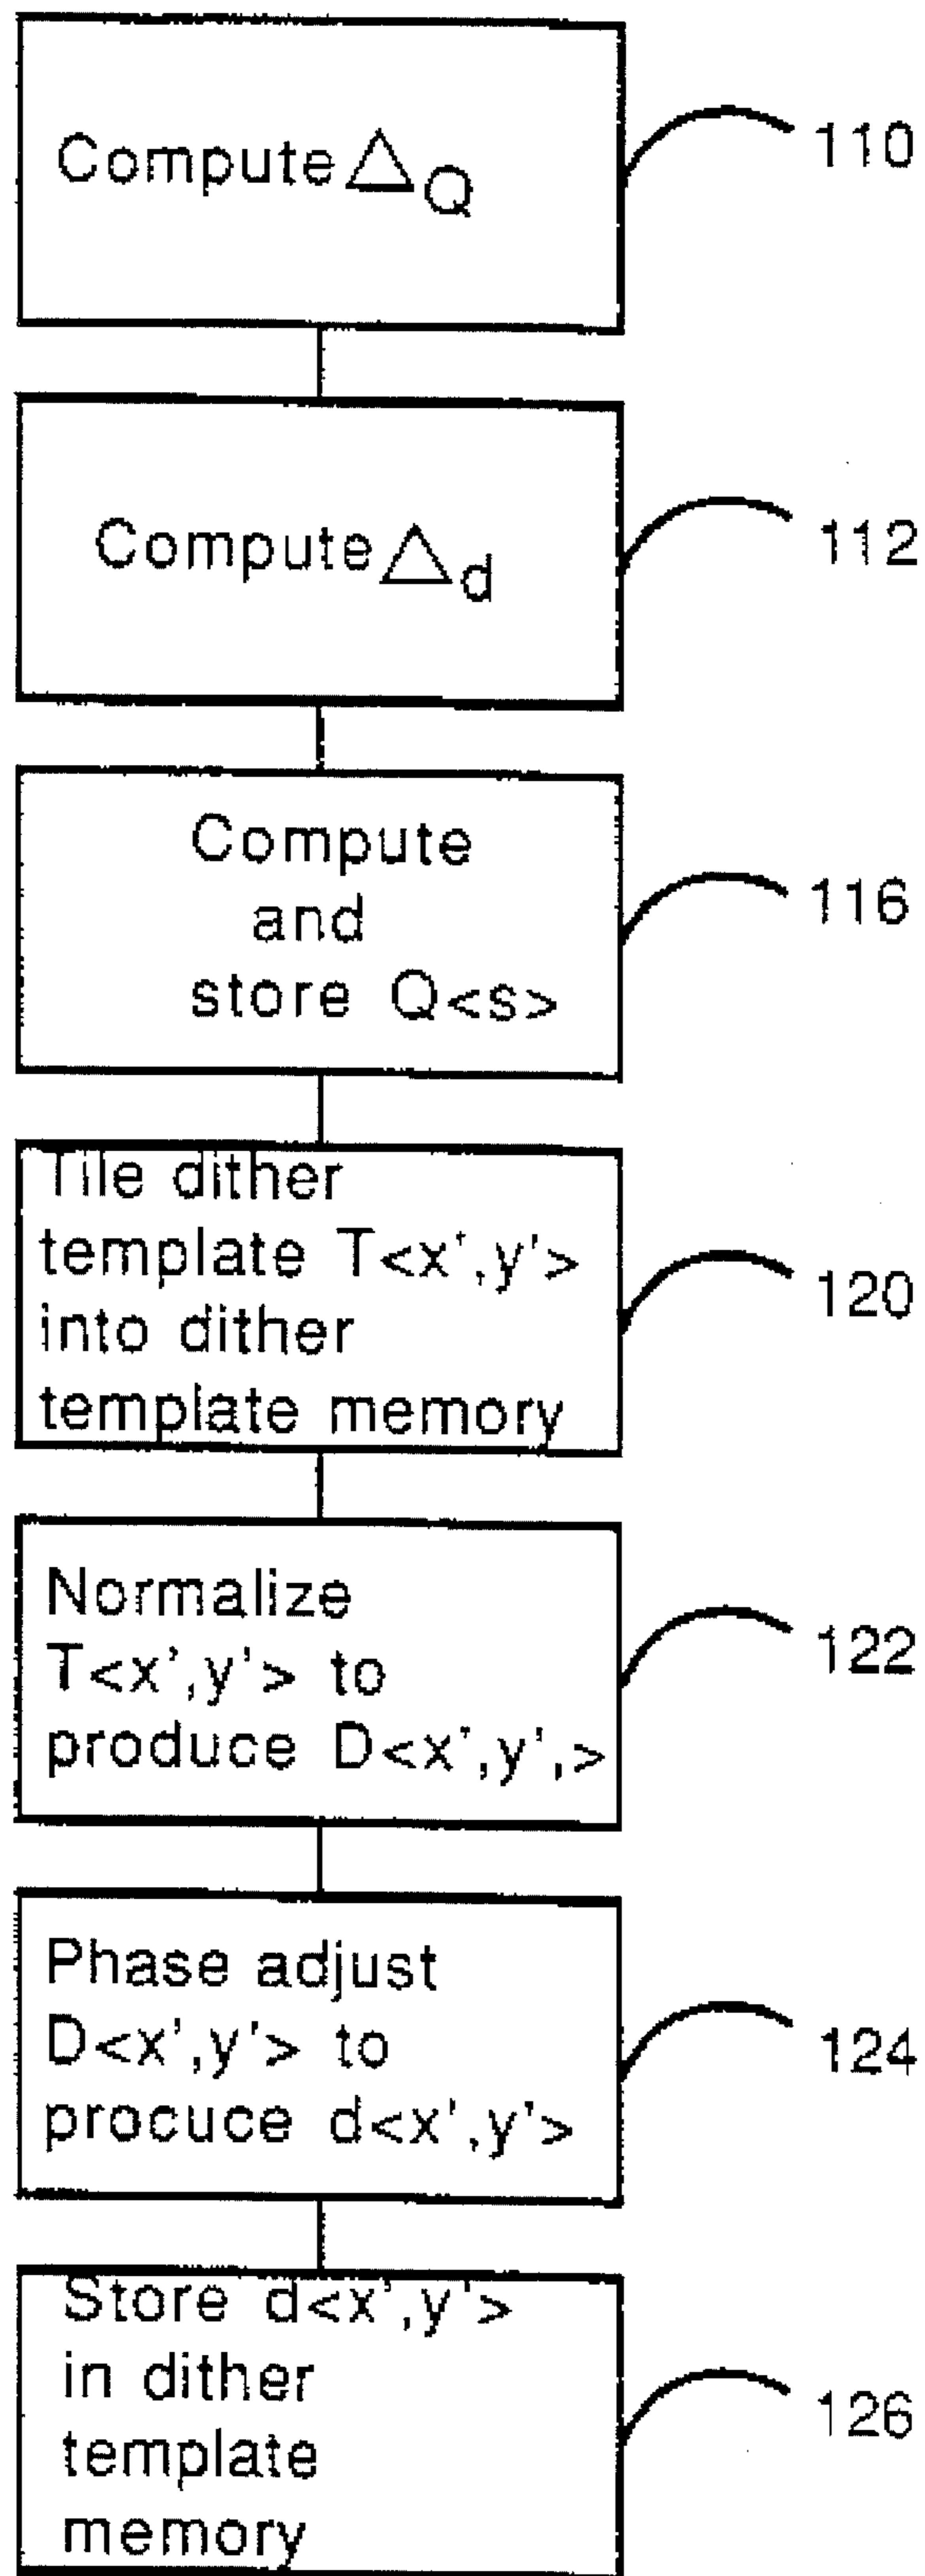 Compute △Q
110
Compute △d
112
Compute
and
store Q<s>
116
Tile dither
template T<x',y'>
into dither
template memory
120
Normalize
T<x',y'> to
produce D<x',y',>
122
Phase adjust
D<x',y'> to
procuce d<x',y'>
124
Store d<x',y'>
in dither
template
memory
126